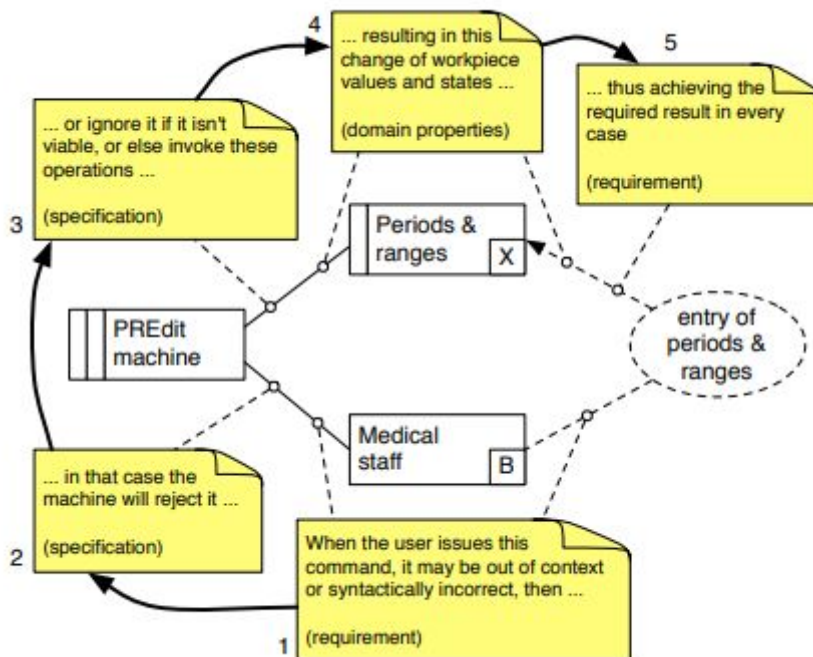 4
... resulting in this
change of workpiece
values and states ...
(domain properties)
5
... thus achieving the
required result in every
case
(requirement)
... or ignore it if it isn't
viable, or else invoke these
operations ...
(specification)
3
Periods &
ranges
X
PREdit
machine
entry of
periods &
ranges
Medical
staff
B
... in that case the
machine will reject it ...
(specification)
2
When the user issues this
command, it may be out of context
or syntactically incorrect, then ...
(requirement)
1